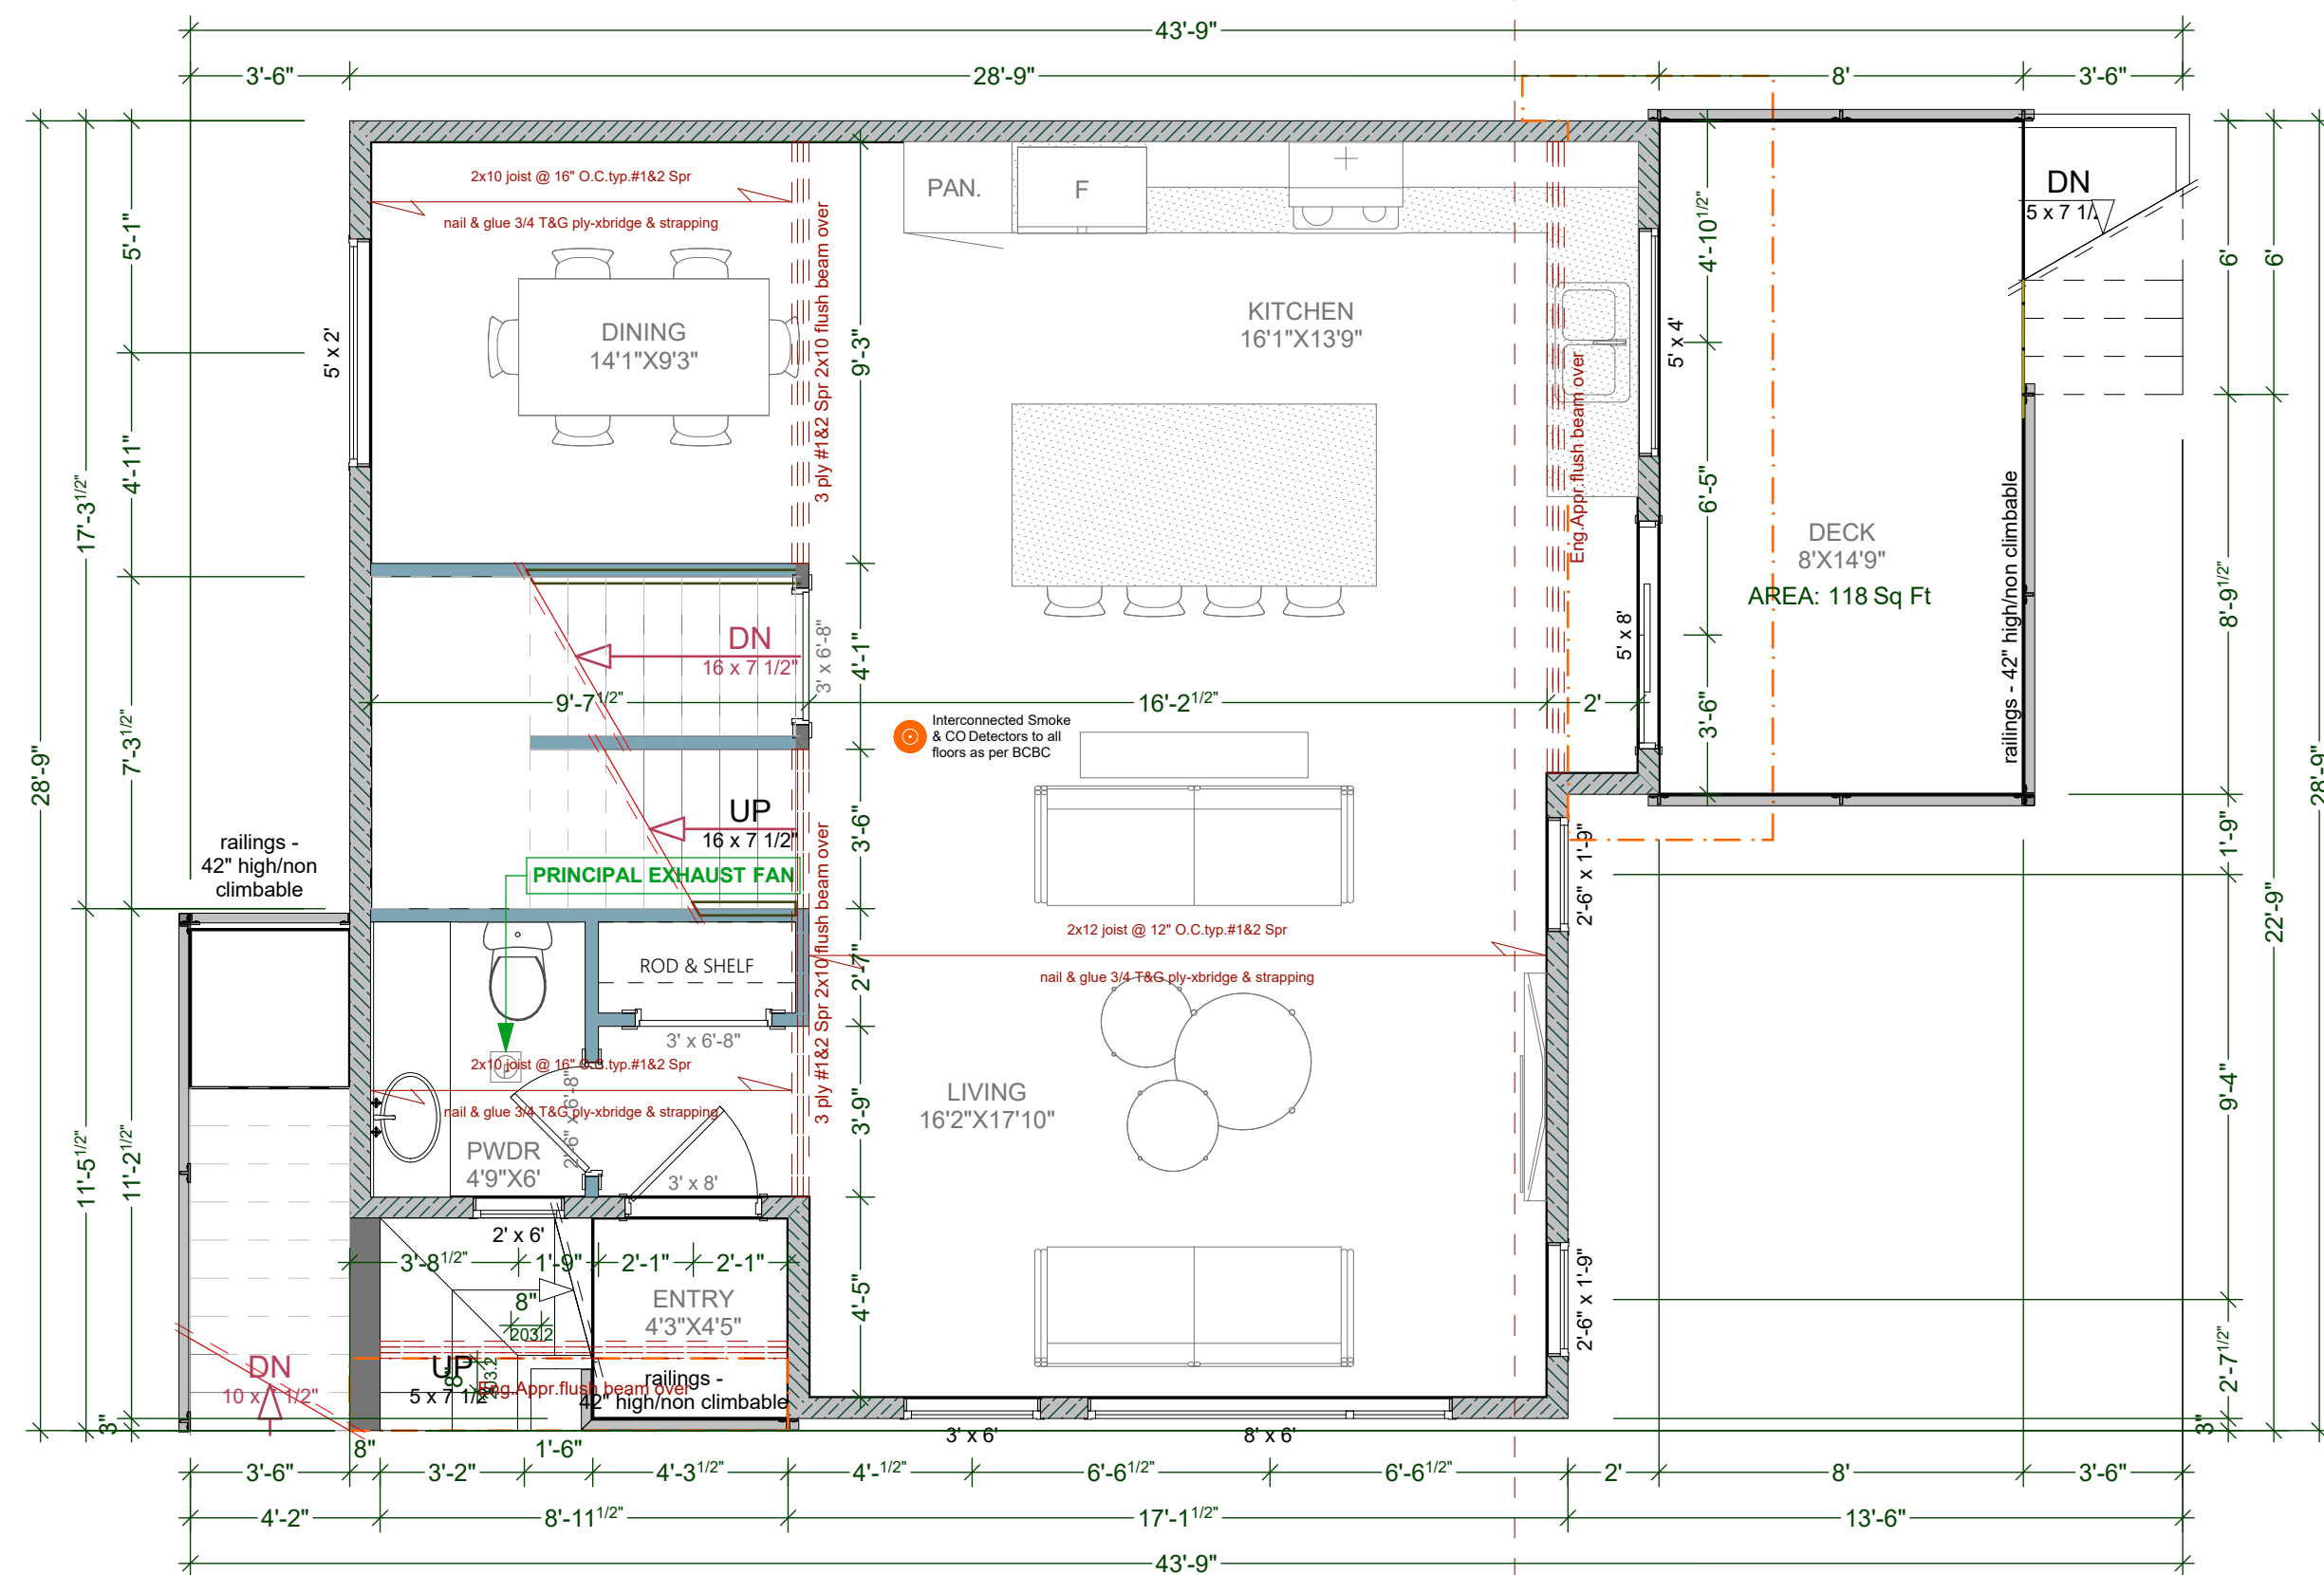 43'-9"
3'-6"
28'-9"
8'
3'-6"
2x10 joist @ 16" O.C.typ.#1&2 Spr
nail & glue 3/4 T&G ply-xbridge & strapping
PAN.
F
DN
5 x 7 1/2
5'-1"
4'-10 1/2"
6'
6'
3 ply #1&2 Spr 2x10 flush beam over
DINING
14'1"X9'3"
KITCHEN
16'1"X13'9"
5' x 2'
9'-3"
5' x 4'
Eng.Appr.flush beam over
4'-11"
17'-3 1/2"
6'-5"
DECK
8'X14'9"
AREA: 118 Sq Ft
railings - 42" high/non climbable
8'-9 1/2"
DN
16 x 7 1/2"
3' x 6'-8"
4'-1"
5' x 8'
9'-7 1/2"
16'-2 1/2"
2'
3'-6"
Interconnected Smoke
& CO Detectors to all
floors as per BCBC
7'-3 1/2"
28'-9"
28'-9"
UP
16 x 7 1/2"
3'-6"
PRINCIPAL EXHAUST FAN
railings -
42" high/non
climbable
2'-6" x 1'-9"
1'-9"
22'-9"
3 ply #1&2 Spr 2x10 flush beam over
2x12 joist @ 12" O.C.typ.#1&2 Spr
nail & glue 3/4 T&G ply-xbridge & strapping
ROD & SHELF
2'-7"
3' x 6'-8"
2x10 joist @ 16" O.C.typ.#1&2 Spr
nail & glue 3/4 T&G ply-xbridge & strapping
2'-6" x 6'-8"
3'-9"
LIVING
16'2"X17'10"
9'-4"
PWDR
4'9"X6'
3' x 8'
11'-5 1/2"
11'-2 1/2"
2' x 6'
3'-8 1/2"
1'-9"
2'-1"
2'-1"
8"
203.2
ENTRY
4'3"X4'5"
4'-5"
2'-6" x 1'-9"
2'-7 1/2"
DN
10 x 7 1/2"
UP
5 x 7 1/2"
8"
203.2
Eng.Appr.flush beam over
railings -
42" high/non climbable
3"
3"
3' x 6'
8' x 6'
8"
1'-6"
3'-6"
3'-2"
4'-3 1/2"
4'- 1/2"
6'-6 1/2"
6'-6 1/2"
2'
8'
3'-6"
4'-2"
8'-11 1/2"
17'-1 1/2"
13'-6"
43'-9"